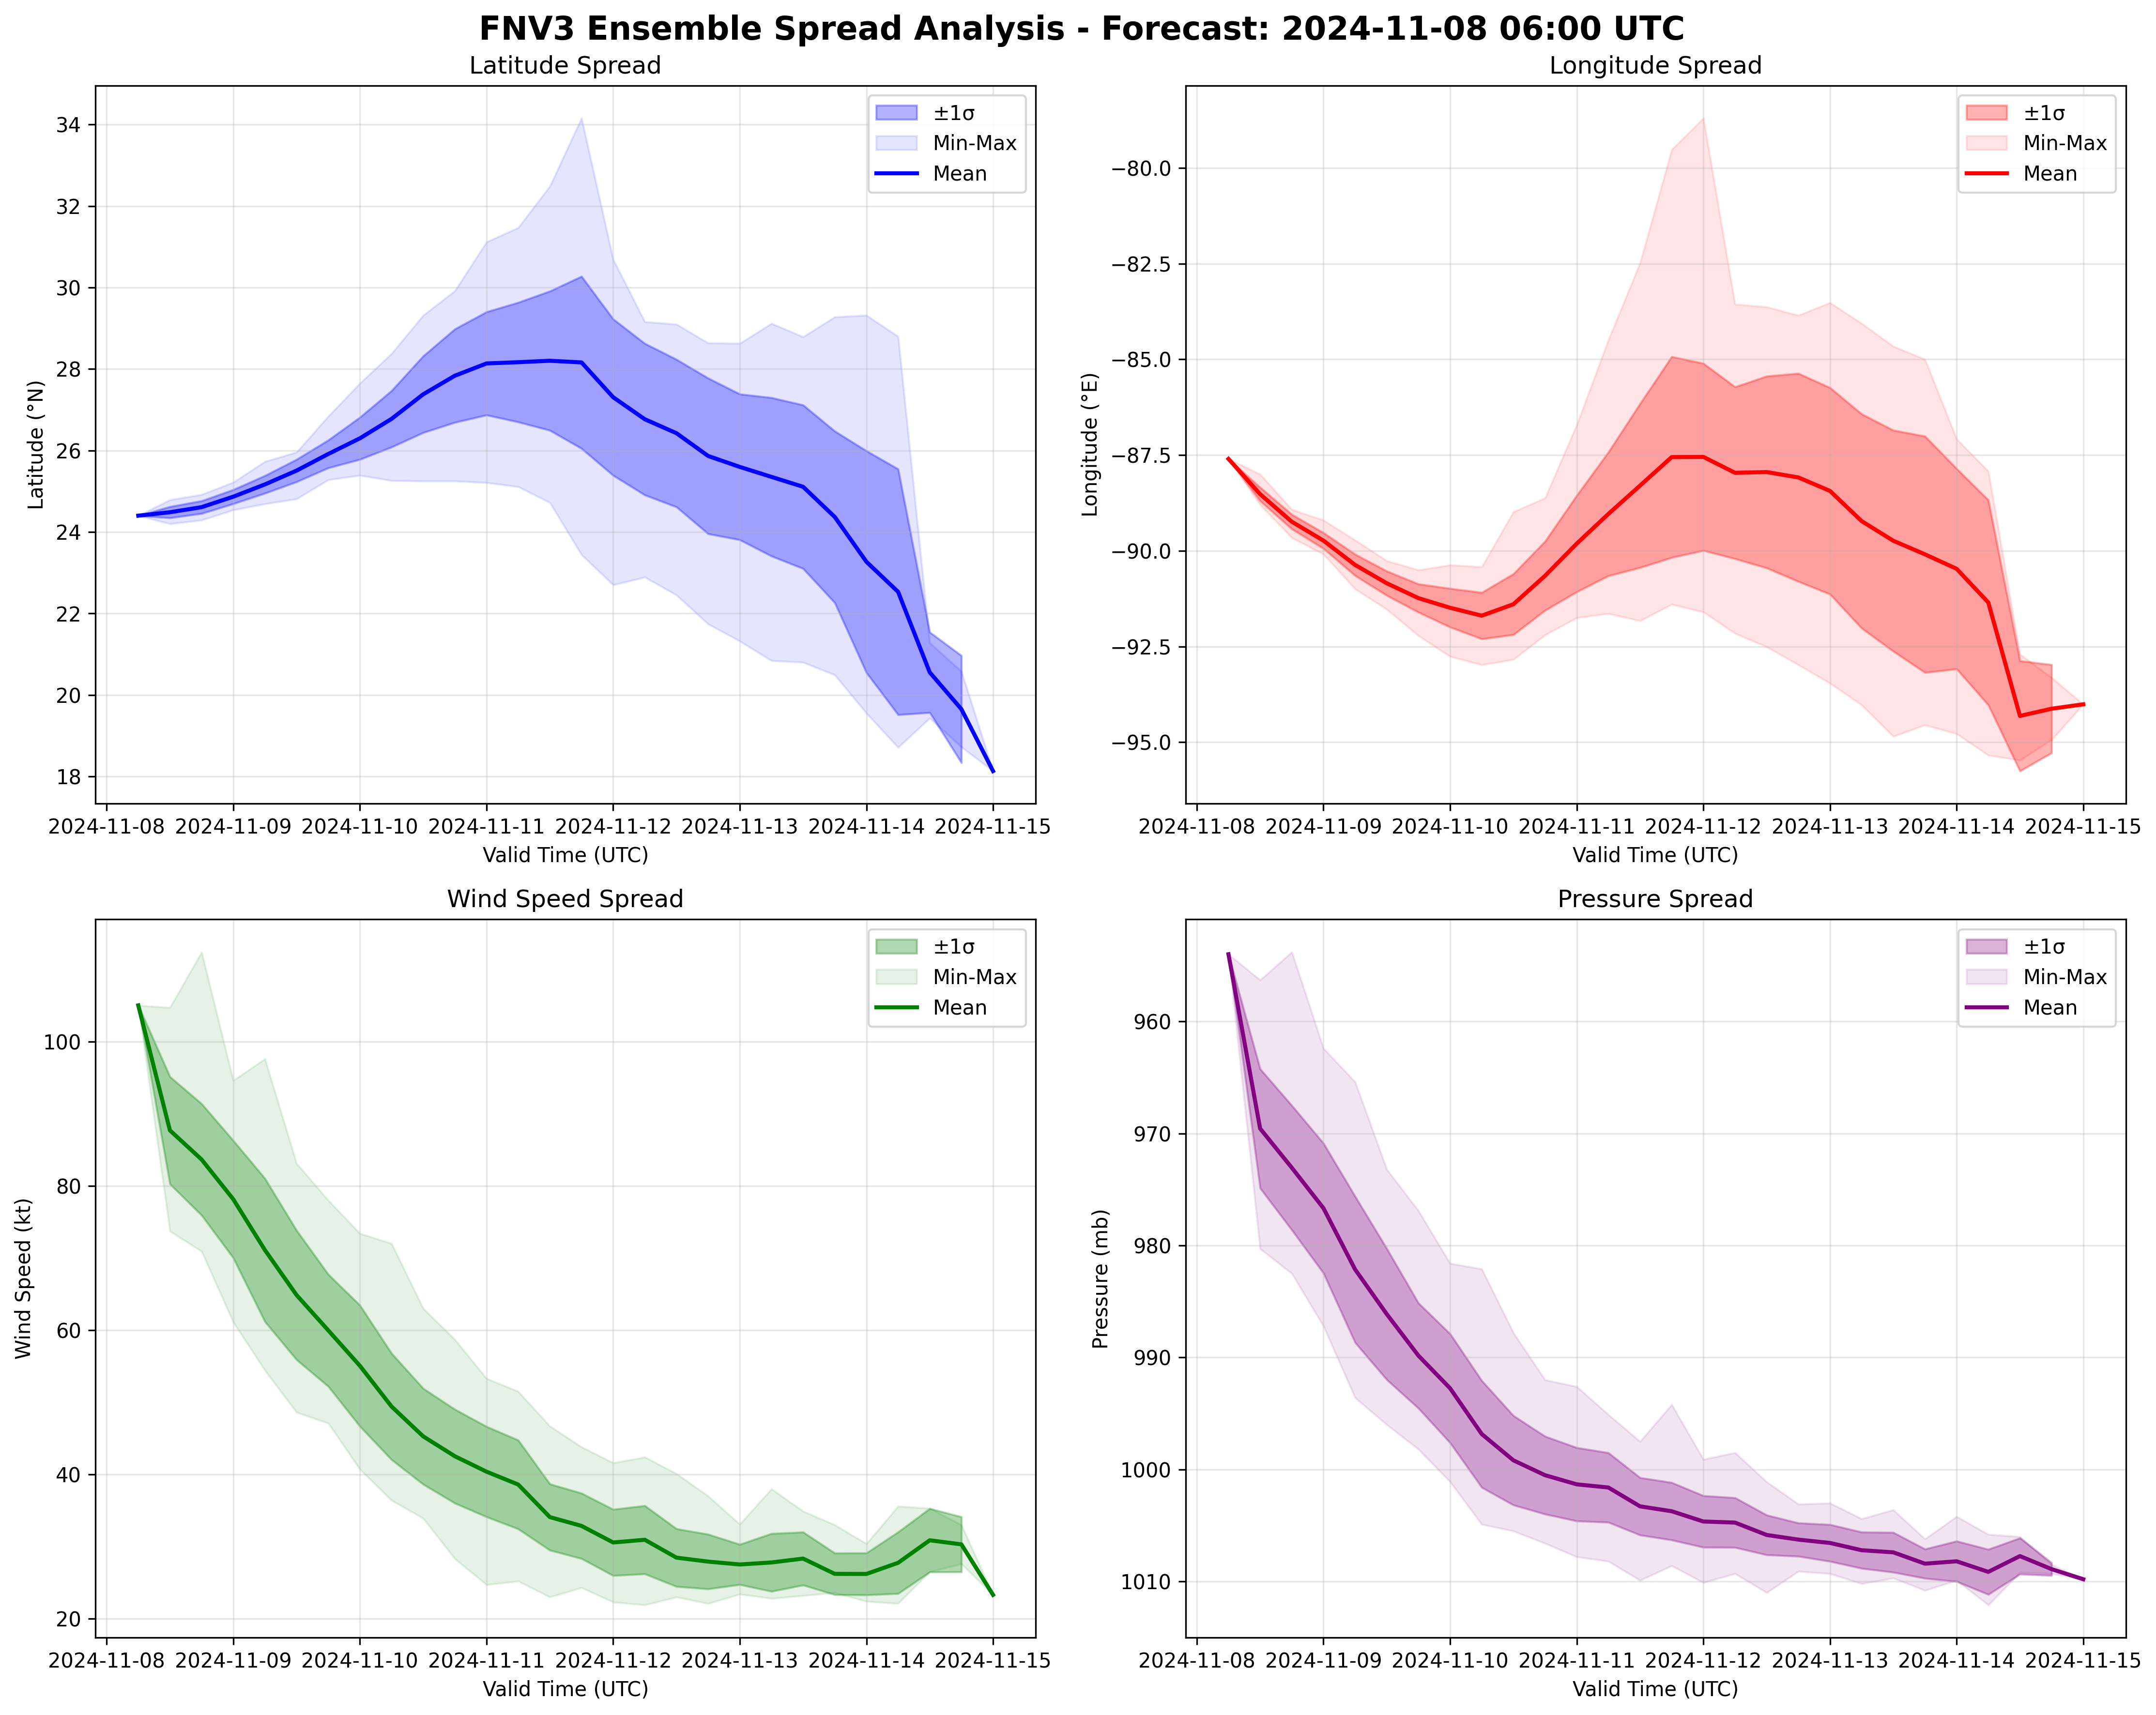 FNV3 Ensemble Spread Analysis - Forecast: 2024-11-08 06:00 UTC
Latitude Spread
±1σ
Min-Max
Mean
34
32
30
28
26
24
22
20
18
Latitude (°N)
2024-11-08 2024-11-09 2024-11-10 2024-11-11 2024-11-12 2024-11-13 2024-11-14 2024-11-15
Valid Time (UTC)
Longitude Spread
±1σ
Min-Max
Mean
−80.0
−82.5
−85.0
−87.5
−90.0
−92.5
−95.0
Longitude (°E)
2024-11-08 2024-11-09 2024-11-10 2024-11-11 2024-11-12 2024-11-13 2024-11-14 2024-11-15
Valid Time (UTC)
Wind Speed Spread
±1σ
Min-Max
Mean
100
80
60
40
20
Wind Speed (kt)
2024-11-08 2024-11-09 2024-11-10 2024-11-11 2024-11-12 2024-11-13 2024-11-14 2024-11-15
Valid Time (UTC)
Pressure Spread
±1σ
Min-Max
Mean
960
970
980
990
1000
1010
Pressure (mb)
2024-11-08 2024-11-09 2024-11-10 2024-11-11 2024-11-12 2024-11-13 2024-11-14 2024-11-15
Valid Time (UTC)